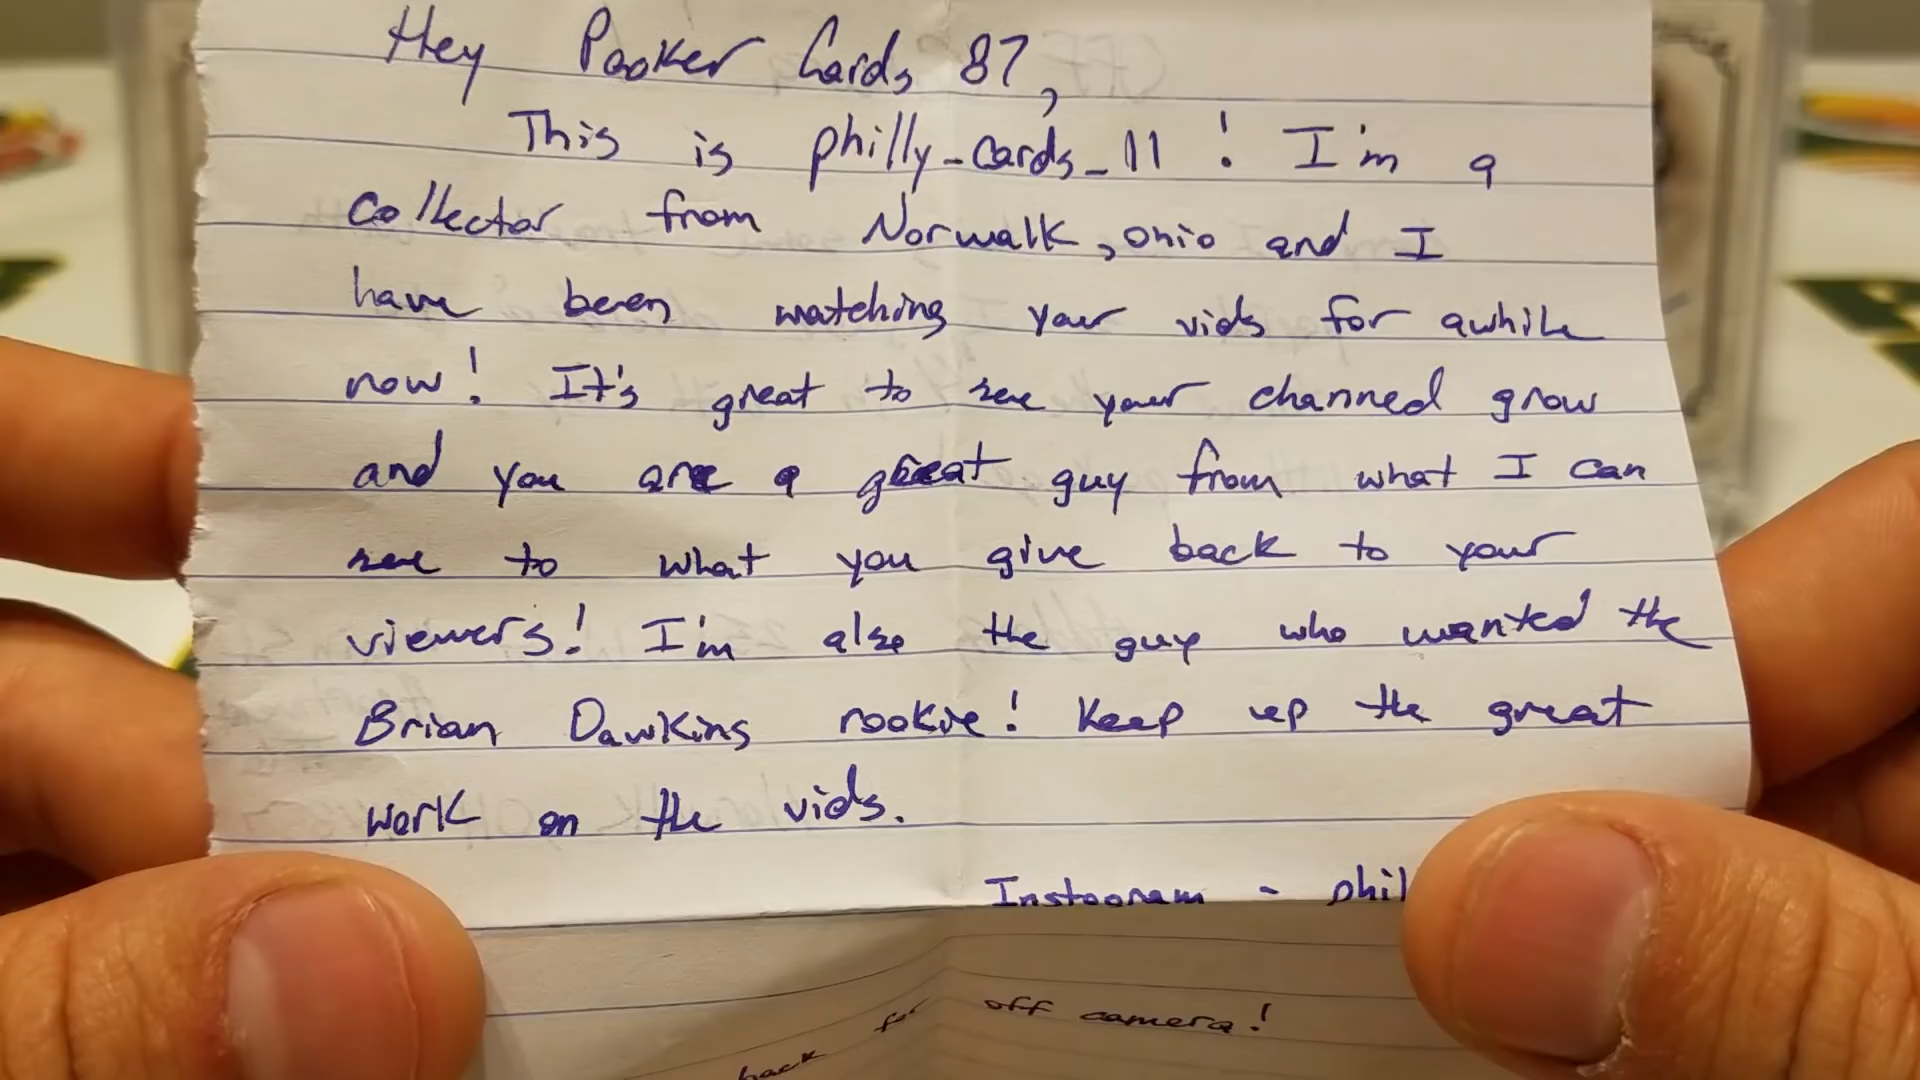 Hey Pooker Cards 87,
This is philly_cards_11! I'm a
collector from Norwalk, Ohio and I
have been watching your vids for awhile
now! It's great to see your channel grow
and you are a great guy from what I can
see to what you give back to your
viewers! I'm also the guy who wanted the
Brian Dawkins rookie! Keep up the great
work on the vids.
Instagram - phil
back for off camera!